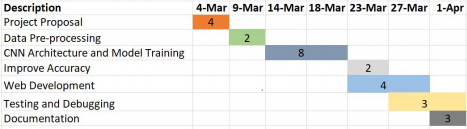 Description 4-Mar 9-Mar 14-Mar 18-Mar 23-Mar 27-Mar 1-Apr
Project Proposal 4
Data Pre-processing 2
CNN Architecture and Model Training 8
Improve Accuracy 2
Web Development 4
Testing and Debugging 3
Documentation 3